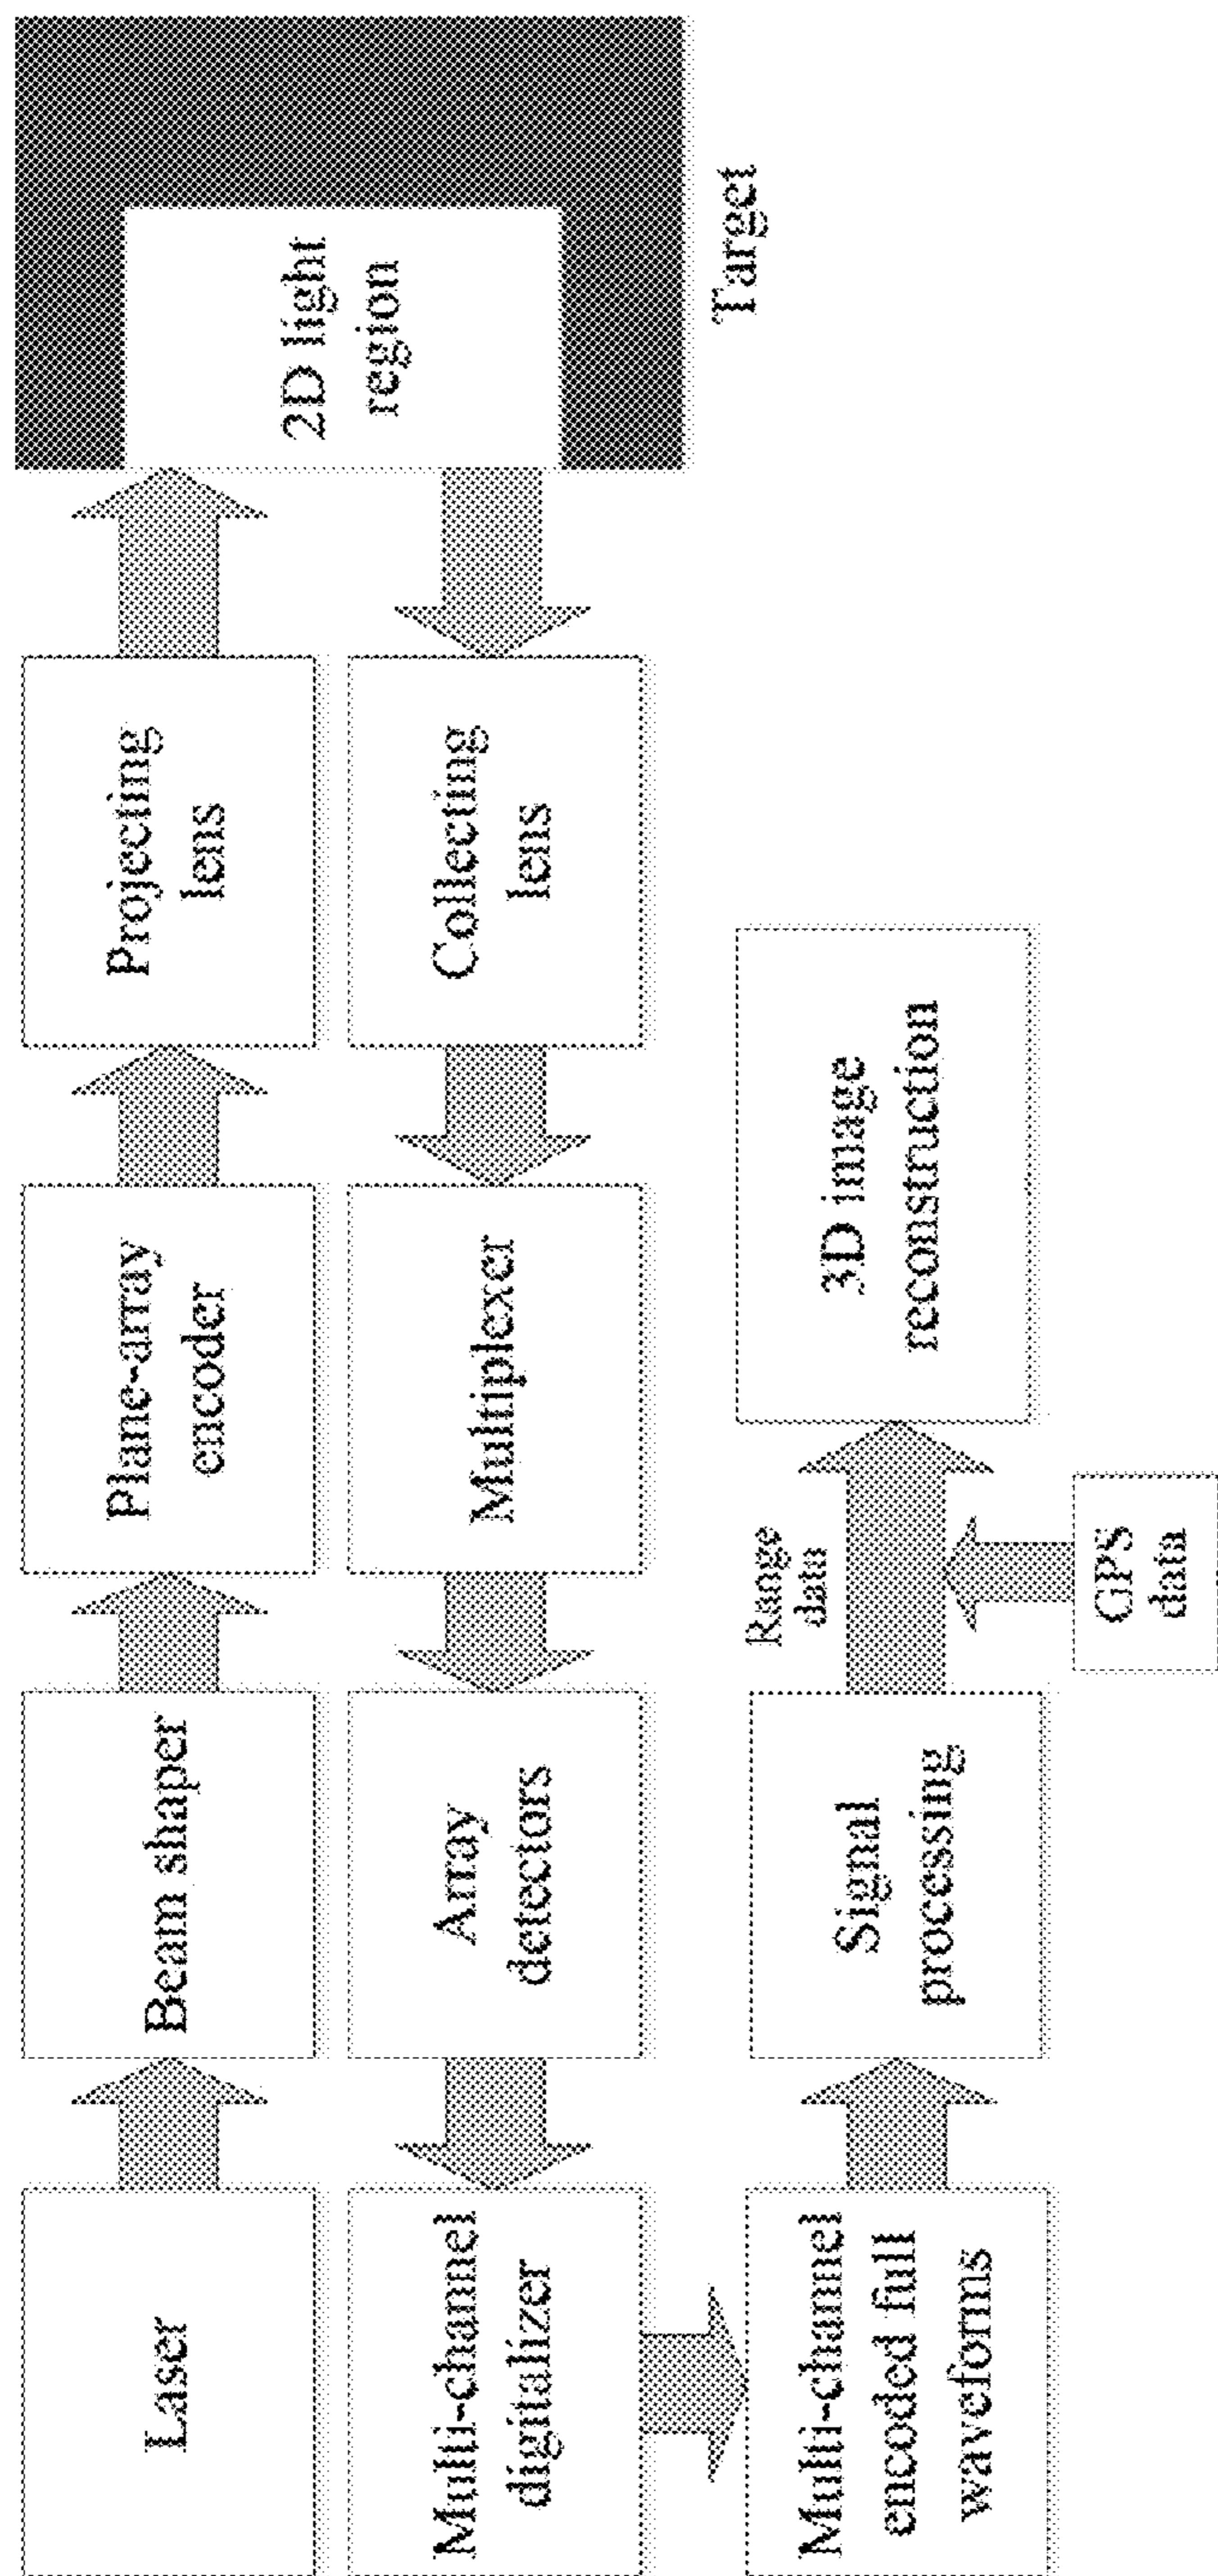 Laser
Beam shaper
Plane-array
encoder
Projecting
lens
2D light
region
Target
Collecting
lens
Multiplexer
Array
detectors
Multi-channel
digitalizer
Multi-channel
encoded full
waveforms
Signal
processing
Range
data
GPS
data
3D image
reconstruction